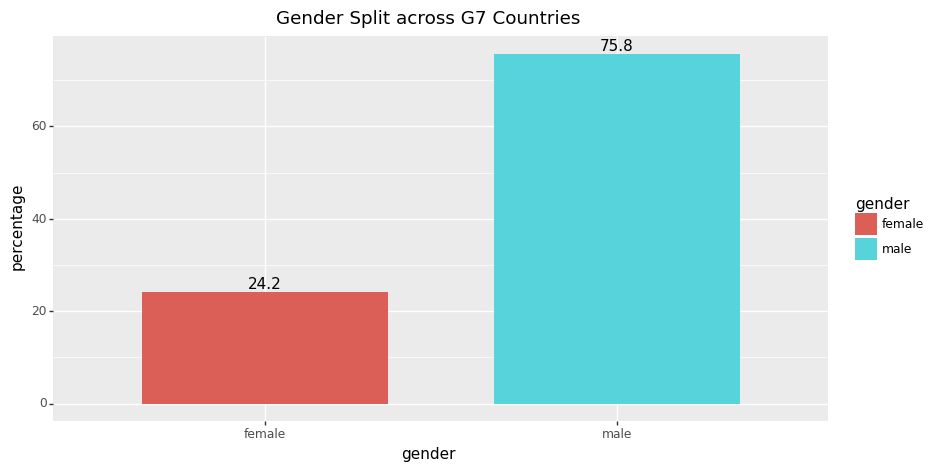 Gender Split across G7 Countries
75.8
60
gender
female
male
percentage
40
24.2
20
0
female
male
gender